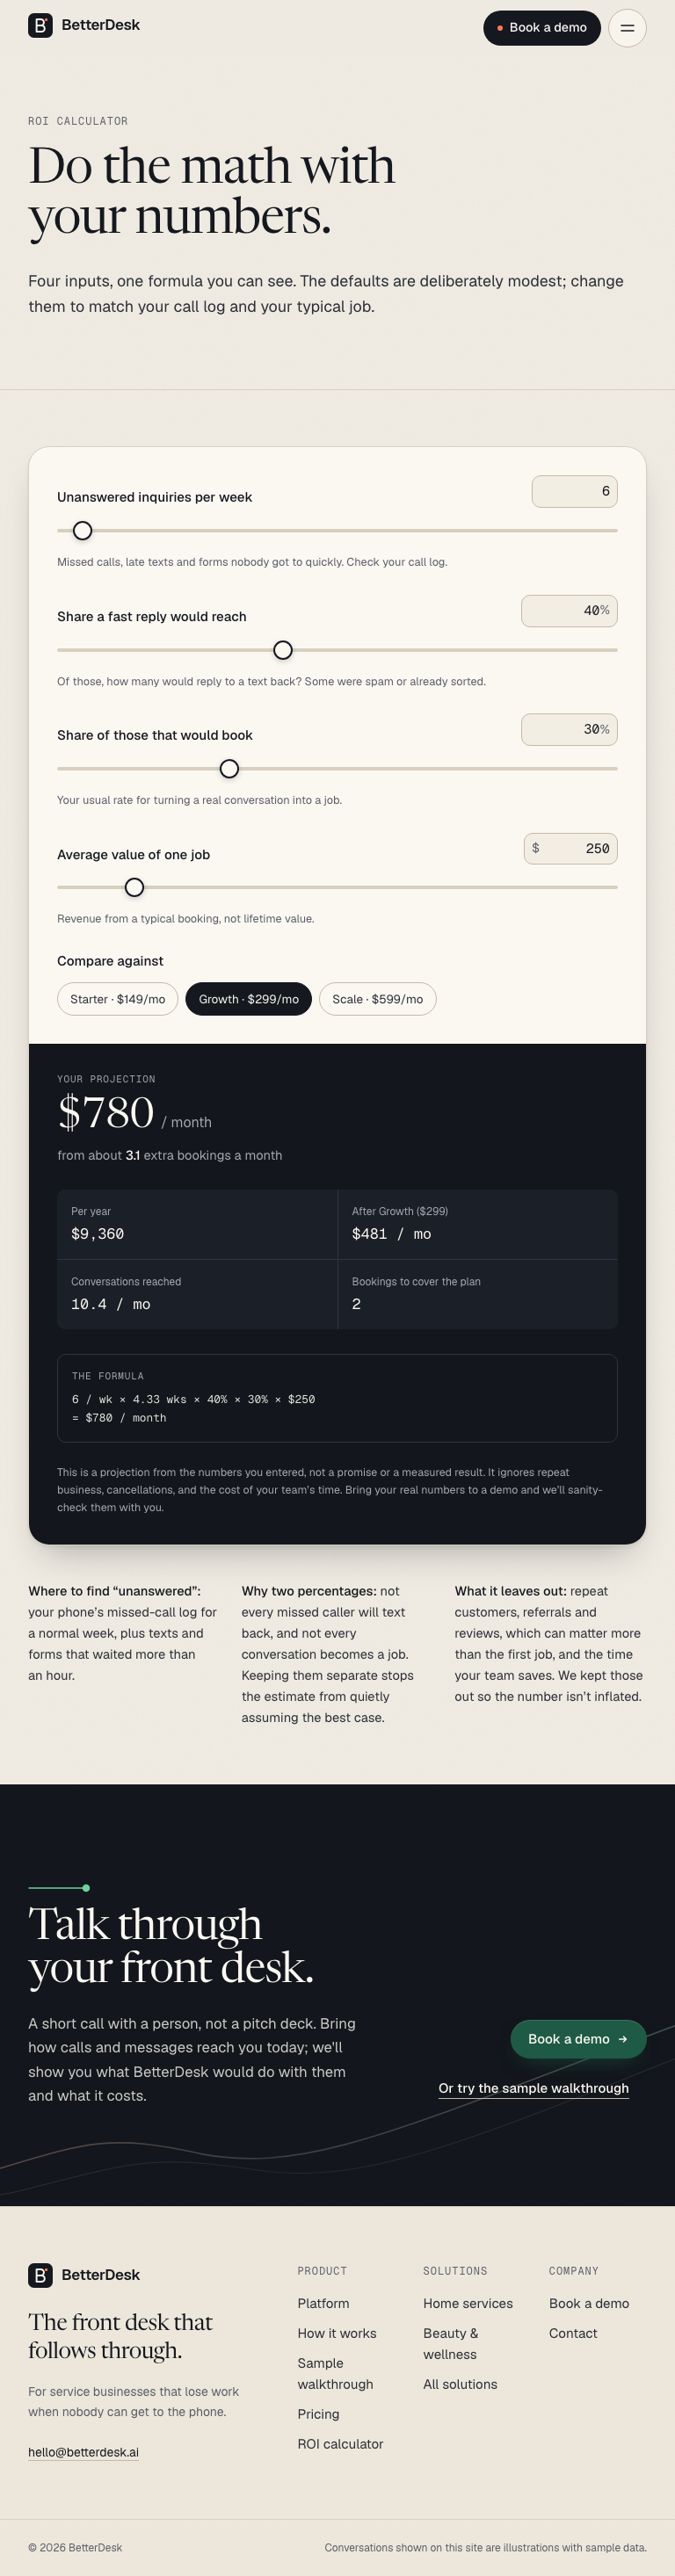 BetterDesk
Book a demo
ROI CALCULATOR
Do the math with
your numbers.
Four inputs, one formula you can see. The defaults are deliberately modest; change
them to match your call log and your typical job.
Unanswered inquiries per week
6
Missed calls, late texts and forms nobody got to quickly. Check your call log.
Share a fast reply would reach
40%
Of those, how many would reply to a text back? Some were spam or already sorted.
Share of those that would book
30%
Your usual rate for turning a real conversation into a job.
Average value of one job
$ 250
Revenue from a typical booking, not lifetime value.
Compare against
Starter · $149/mo
Growth · $299/mo
Scale · $599/mo
YOUR PROJECTION
$780 / month
from about 3.1 extra bookings a month
Per year
$9,360
After Growth ($299)
$481 / mo
Conversations reached
10.4 / mo
Bookings to cover the plan
2
THE FORMULA
6 / wk × 4.33 wks × 40% × 30% × $250
= $780 / month
This is a projection from the numbers you entered, not a promise or a measured result. It ignores repeat
business, cancellations, and the cost of your team's time. Bring your real numbers to a demo and we'll sanity-
check them with you.
Where to find “unanswered”:
your phone's missed-call log for
a normal week, plus texts and
forms that waited more than
an hour.
Why two percentages: not
every missed caller will text
back, and not every
conversation becomes a job.
Keeping them separate stops
the estimate from quietly
assuming the best case.
What it leaves out: repeat
customers, referrals and
reviews, which can matter more
than the first job, and the time
your team saves. We kept those
out so the number isn't inflated.
Talk through
your front desk.
A short call with a person, not a pitch deck. Bring
how calls and messages reach you today; we'll
show you what BetterDesk would do with them
and what it costs.
Book a demo →
Or try the sample walkthrough
BetterDesk
The front desk that
follows through.
For service businesses that lose work
when nobody can get to the phone.
hello@betterdesk.ai
PRODUCT
Platform
How it works
Sample
walkthrough
Pricing
ROI calculator
SOLUTIONS
Home services
Beauty &
wellness
All solutions
COMPANY
Book a demo
Contact
© 2026 BetterDesk
Conversations shown on this site are illustrations with sample data.